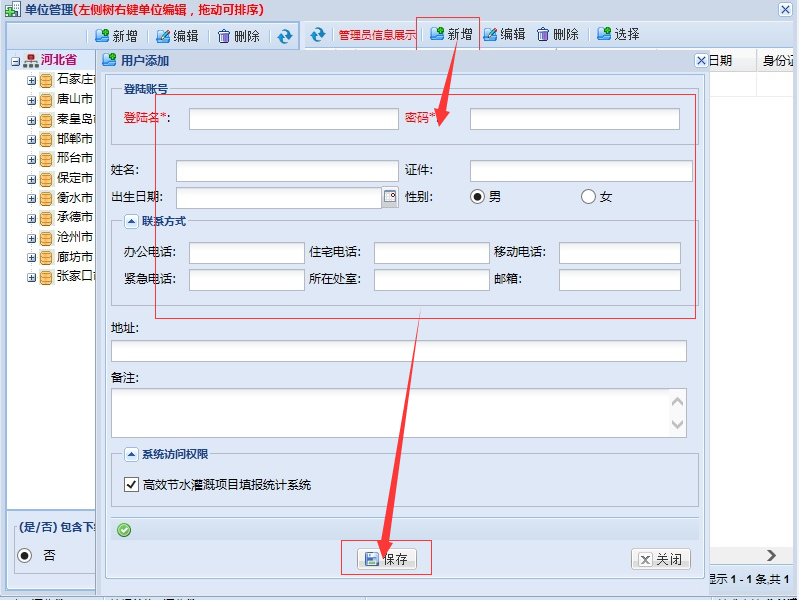 单位管理(左侧树右键单位编辑，拖动可排序)
新增 编辑 删除 管理员信息展示 新增 编辑 删除 选择
河北省
石家庄
唐山市
秦皇岛
邯郸市
邢台市
保定市
衡水市
承德市
沧州市
廊坊市
张家口
(是/否) 包含下
否
用户添加
日期 身份证
登陆账号
登陆名*: 密码*:
姓名: 证件:
出生日期: 性别: 男 女
联系方式
办公电话: 住宅电话: 移动电话:
紧急电话: 所在处室: 邮箱:
地址:
备注:
系统访问权限
高效节水灌溉项目填报统计系统
保存 关闭
显示 1 - 1 条,共 1